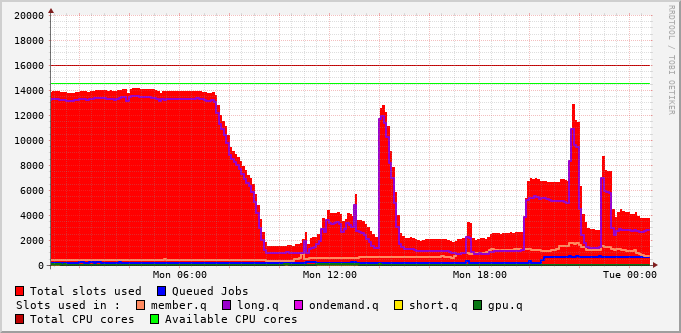 20000
18000
16000
14000
12000
10000
8000
6000
4000
2000
0
Mon 06:00 Mon 12:00 Mon 18:00 Tue 00:00
RRDTOOL / TOBI OETIKER
Total slots used Queued Jobs
Slots used in : member.q long.q ondemand.q short.q gpu.q
Total CPU cores Available CPU cores